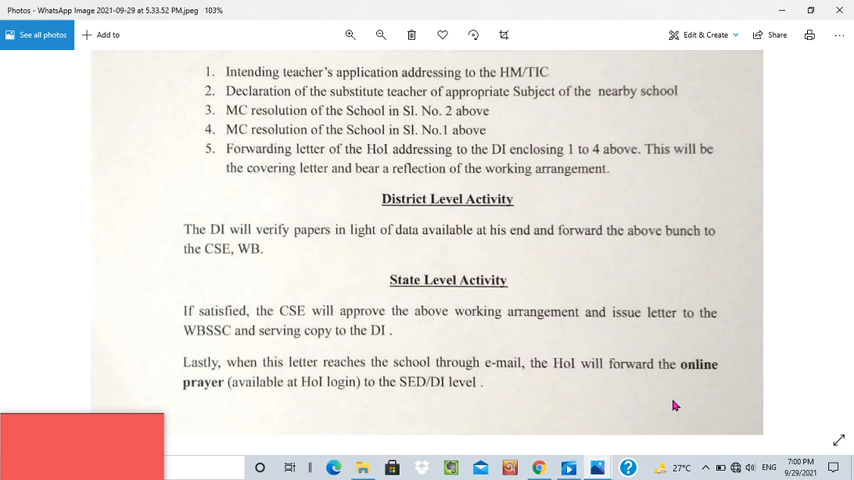 Photos - WhatsApp Image 2021-09-29 at 5.33.52 PM.jpeg 103%
See all photos + Add to Edit & Create Share
1. Intending teacher's application addressing to the HM/TIC
2. Declaration of the substitute teacher of appropriate Subject of the nearby school
3. MC resolution of the School in Sl. No. 2 above
4. MC resolution of the School in Sl. No.1 above
5. Forwarding letter of the HoI addressing to the DI enclosing 1 to 4 above. This will be
the covering letter and bear a reflection of the working arrangement.
District Level Activity
The DI will verify papers in light of data available at his end and forward the above bunch to
the CSE, WB.
State Level Activity
If satisfied, the CSE will approve the above working arrangement and issue letter to the
WBSSC and serving copy to the DI .
Lastly, when this letter reaches the school through e-mail, the HoI will forward the online
prayer (available at HoI login) to the SED/DI level .
27°C ENG 7:00 PM
9/29/2021